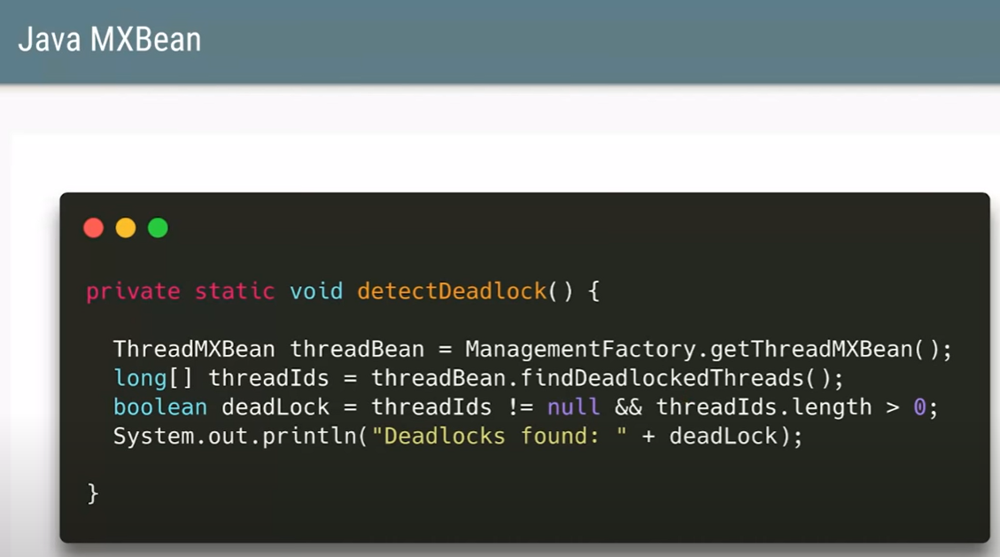 Java MXBean
private static void detectDeadlock() {
ThreadMXBean threadBean = ManagementFactory.getThreadMXBean();
long[] threadIds = threadBean.findDeadlockedThreads();
boolean deadLock = threadIds != null && threadIds.length > 0;
System.out.println("Deadlocks found: " + deadLock);
}